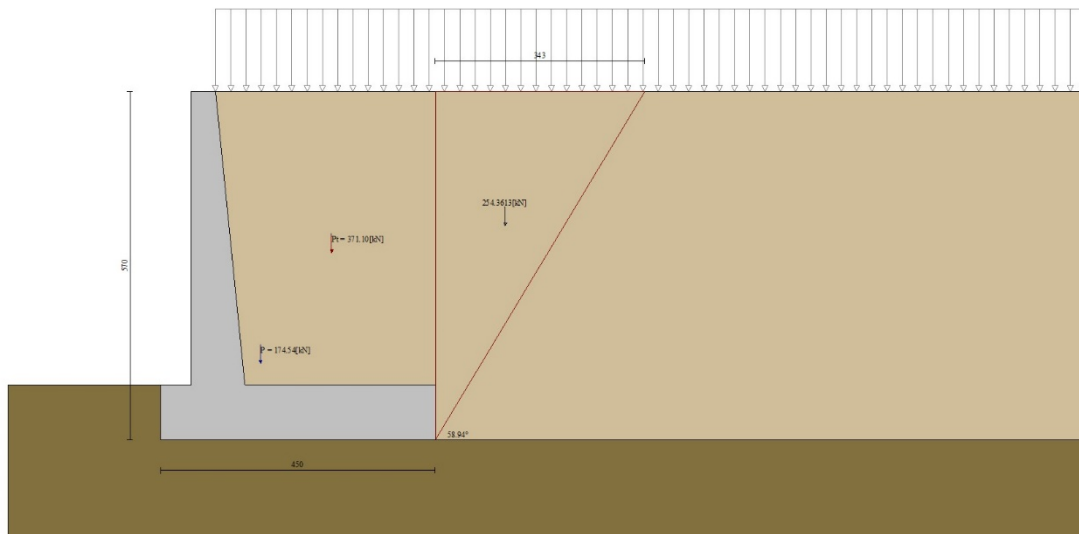 343
254.3613[kN]
Pt = 371.10[kN]
570
P = 174.54[kN]
58.94°
450